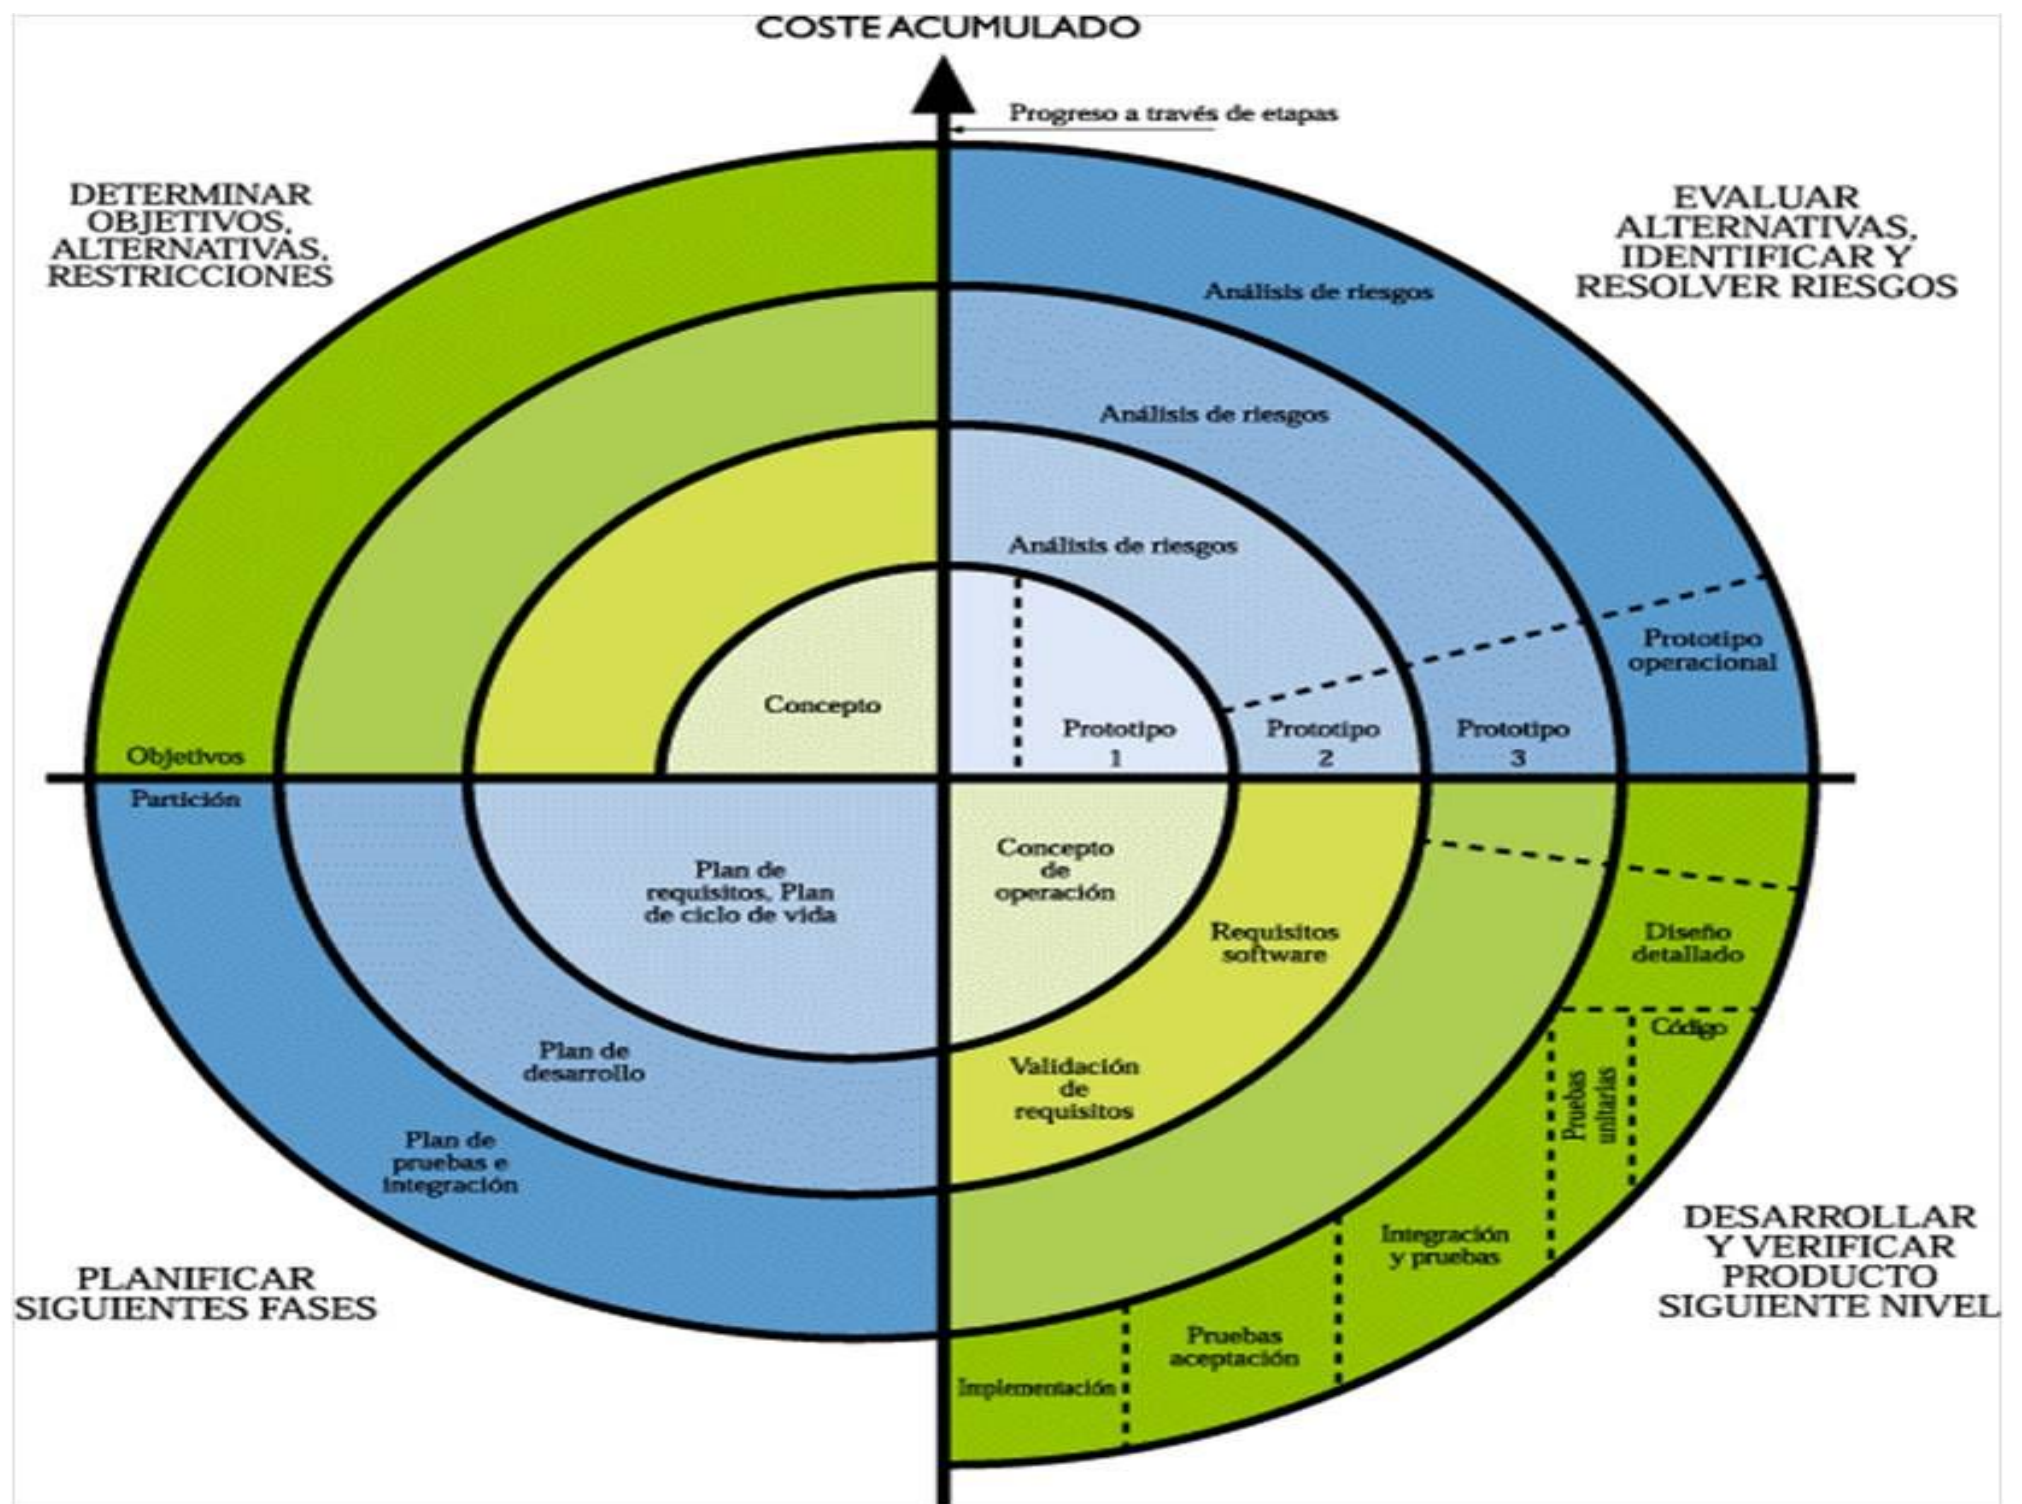 COSTE ACUMULADO
Progreso a través de etapas
DETERMINAR
OBJETIVOS,
ALTERNATIVAS,
RESTRICCIONES
EVALUAR
ALTERNATIVAS,
IDENTIFICAR Y
RESOLVER RIESGOS
Análisis de riesgos
Análisis de riesgos
Análisis de riesgos
Concepto
Prototipo
1
Prototipo
2
Prototipo
3
Prototipo
operacional
Objetivos
Partición
Plan de
requisitos, Plan
de ciclo de vida
Concepto
de
operación
Requisitos
software
Diseño
detallado
Código
Pruebas
unitarias
Plan de
desarrollo
Validación
de
requisitos
Plan de
pruebas e
integración
Integración
y pruebas
Pruebas
aceptación
Implementación
PLANIFICAR
SIGUIENTES FASES
DESARROLLAR
Y VERIFICAR
PRODUCTO
SIGUIENTE NIVEL